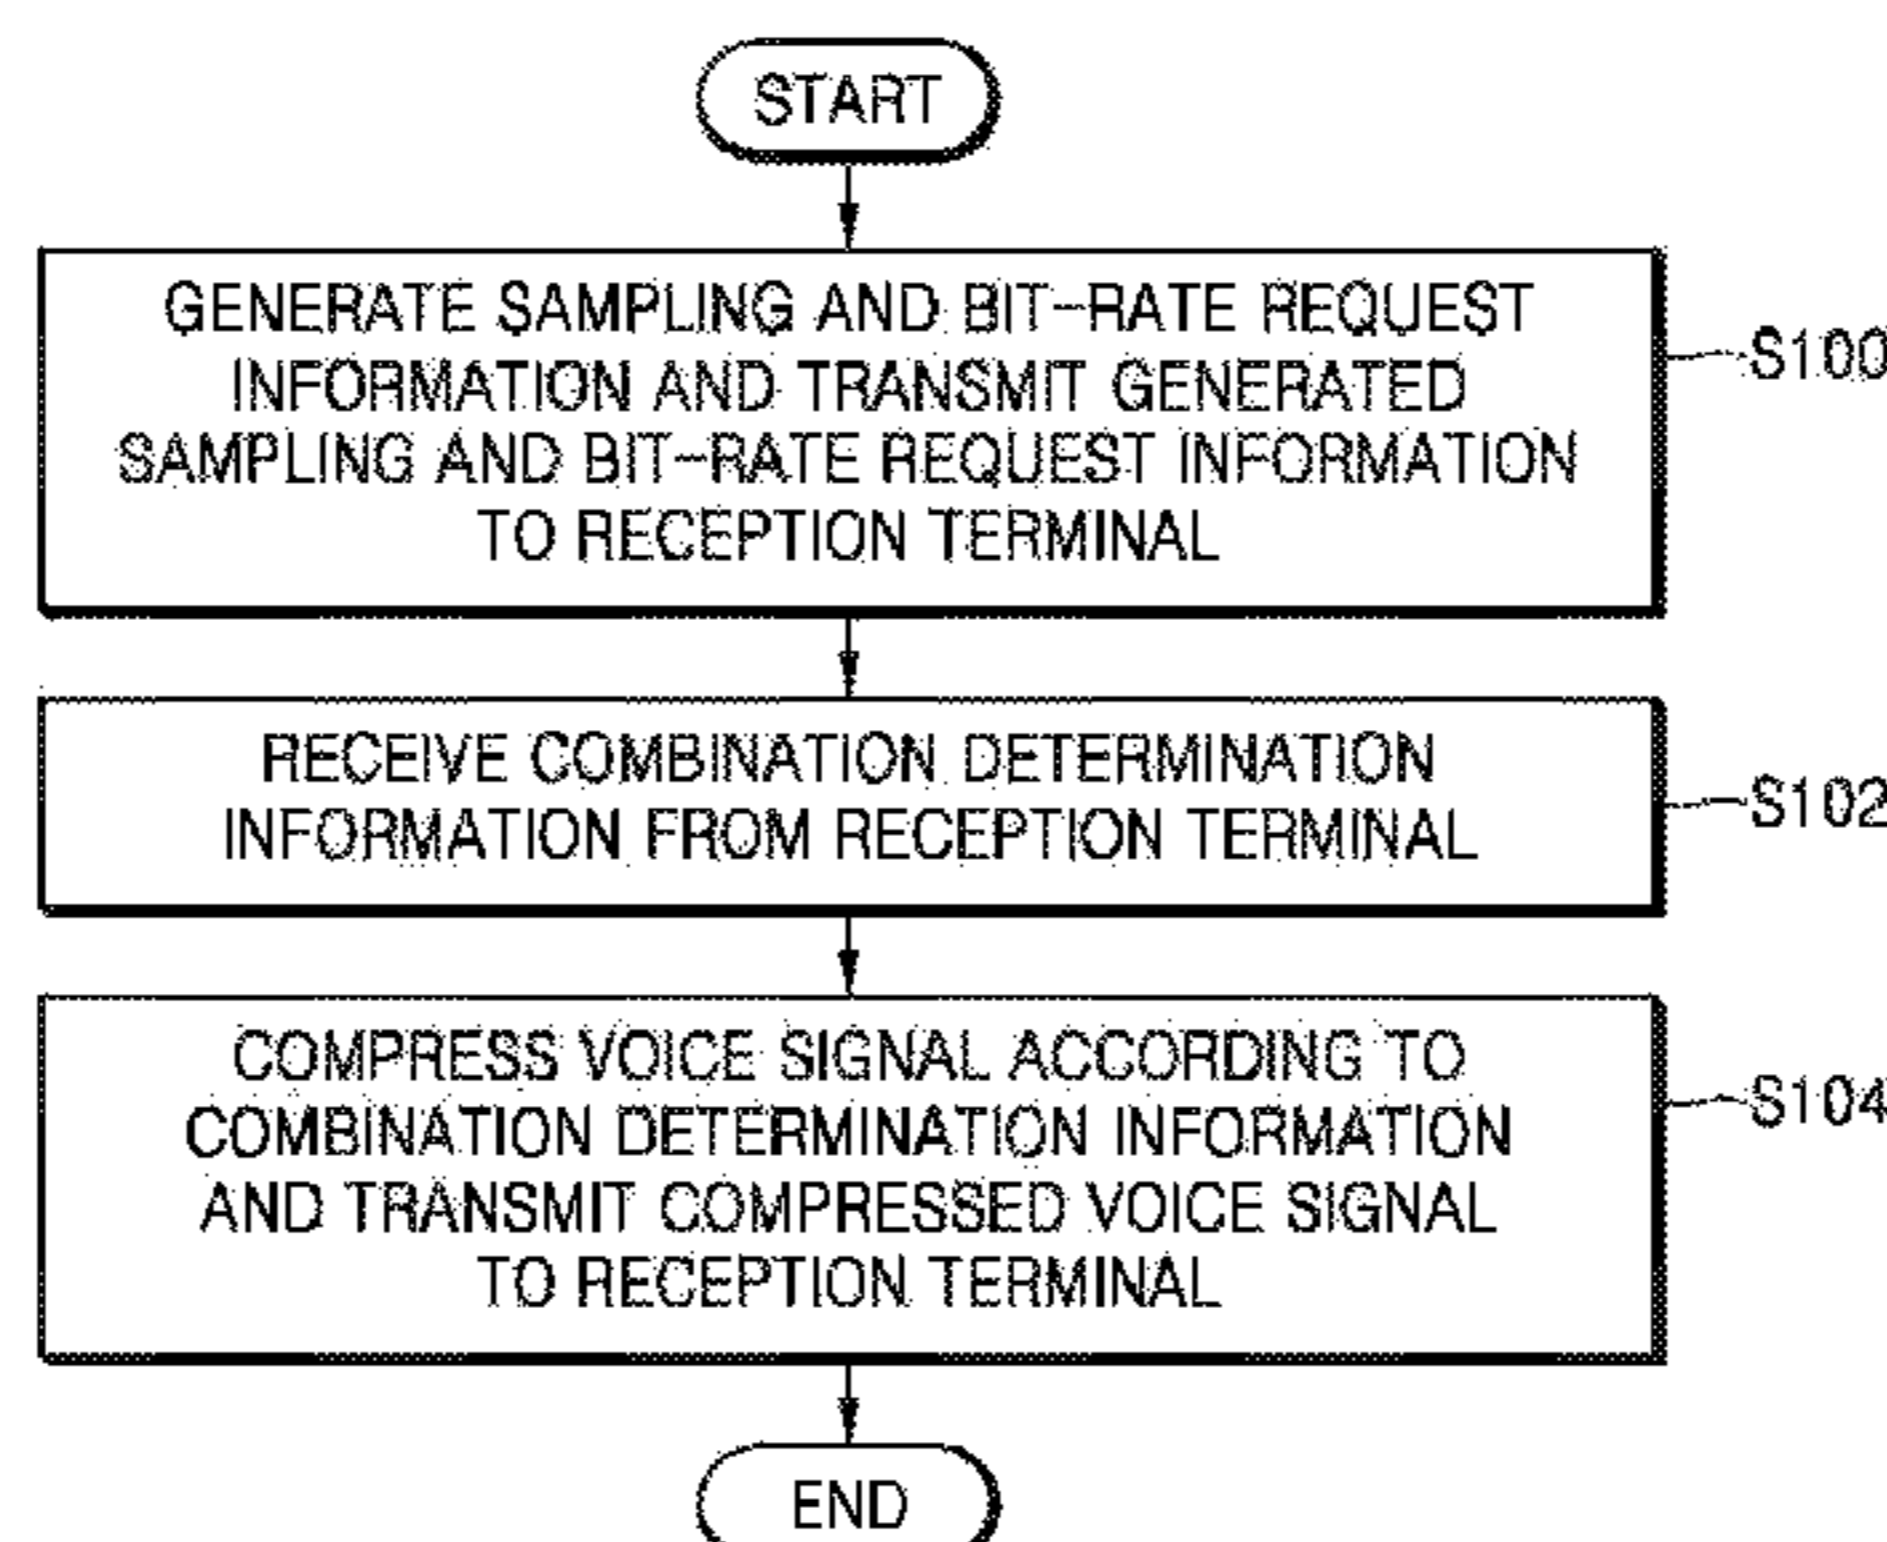 START
GENERATE SAMPLING AND BIT-RATE REQUEST
INFORMATION AND TRANSMIT GENERATED
SAMPLING AND BIT-RATE REQUEST INFORMATION
TO RECEPTION TERMINAL
S100
RECEIVE COMBINATION DETERMINATION
INFORMATION FROM RECEPTION TERMINAL
S102
COMPRESS VOICE SIGNAL ACCORDING TO
COMBINATION DETERMINATION INFORMATION
AND TRANSMIT COMPRESSED VOICE SIGNAL
TO RECEPTION TERMINAL
S104
END